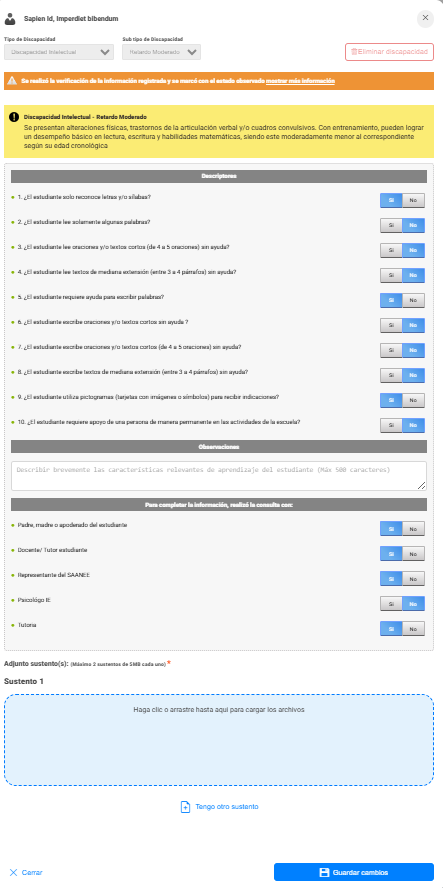 Sapien Id, Imperdiet bibendum
Tipo de Discapacidad
Sub tipo de Discapacidad
Discapacidad Intelectual
Retardo Moderado
Eliminar discapacidad
Se realizó la verificación de la información registrada y se marcó con el estado observada mostrar más información
Discapacidad Intelectual - Retardo Moderado
Se presentan alteraciones físicas, trastornos de la articulación verbal y/o cuadros convulsivos. Con entrenamiento, pueden lograr
un desempeño básico en lectura, escritura y habilidades matemáticas, siendo este moderadamente menor al correspondiente
según su edad cronológica
Descriptores
1. ¿El estudiante solo reconoce letras y/o sílabas?
Si No
2. ¿El estudiante lee solamente algunas palabras?
Si No
3. ¿El estudiante lee oraciones y/o textos cortos (de 4 a 5 oraciones) sin ayuda?
Si No
4. ¿El estudiante lee textos de mediana extensión (entre 3 a 4 párrafos) sin ayuda?
Si No
5. ¿El estudiante requiere ayuda para escribir palabras?
Si No
6. ¿El estudiante escribe oraciones y/o textos cortos sin ayuda ?
Si No
7. ¿El estudiante escribe oraciones y/o textos cortos (de 4 a 5 oraciones) sin ayuda?
Si No
8. ¿El estudiante escribe textos de mediana extensión (entre 3 a 4 párrafos) sin ayuda?
Si No
9. ¿El estudiante utiliza pictogramas (tarjetas con imágenes o símbolos) para recibir indicaciones?
Si No
10. ¿El estudiante requiere apoyo de una persona de manera permanente en las actividades de la escuela?
Si No
Observaciones
Describir brevemente las características relevantes de aprendizaje del estudiante (Máx 500 caracteres)
Para completar la información, realizó la consulta con:
Padre, madre o apoderado del estudiante
Si No
Docente/ Tutor estudiante
Si No
Representante del SAANEE
Si No
Psicológo IE
Si No
Tutoria
Si No
Adjunto sustento(s): (Máximo 2 sustentos de 5MB cada uno) *
Sustento 1
Haga clic o arrastre hasta aquí para cargar los archivos
Tengo otro sustento
Cerrar
Guardar cambios